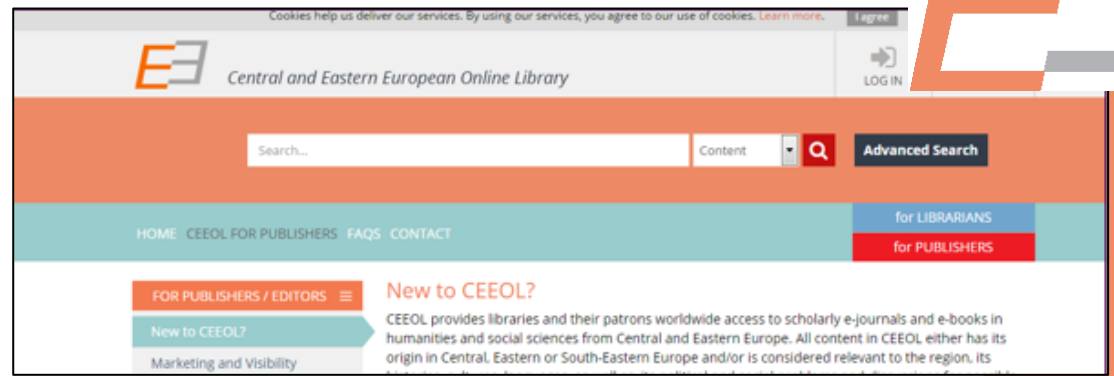 Cookies help us deliver our services. By using our services, you agree to our use of cookies. Learn more. I agree
Central and Eastern European Online Library
LOG IN
Search...
Content
Advanced Search
for LIBRARIANS
HOME CEEOL FOR PUBLISHERS FAQS CONTACT
for PUBLISHERS
FOR PUBLISHERS / EDITORS
New to CEEOL?
Marketing and Visibility
New to CEEOL?
CEEOL provides libraries and their patrons worldwide access to scholarly e-journals and e-books in
humanities and social sciences from Central and Eastern Europe. All content in CEEOL either has its
origin in Central, Eastern or South-Eastern Europe and/or is considered relevant to the region, its